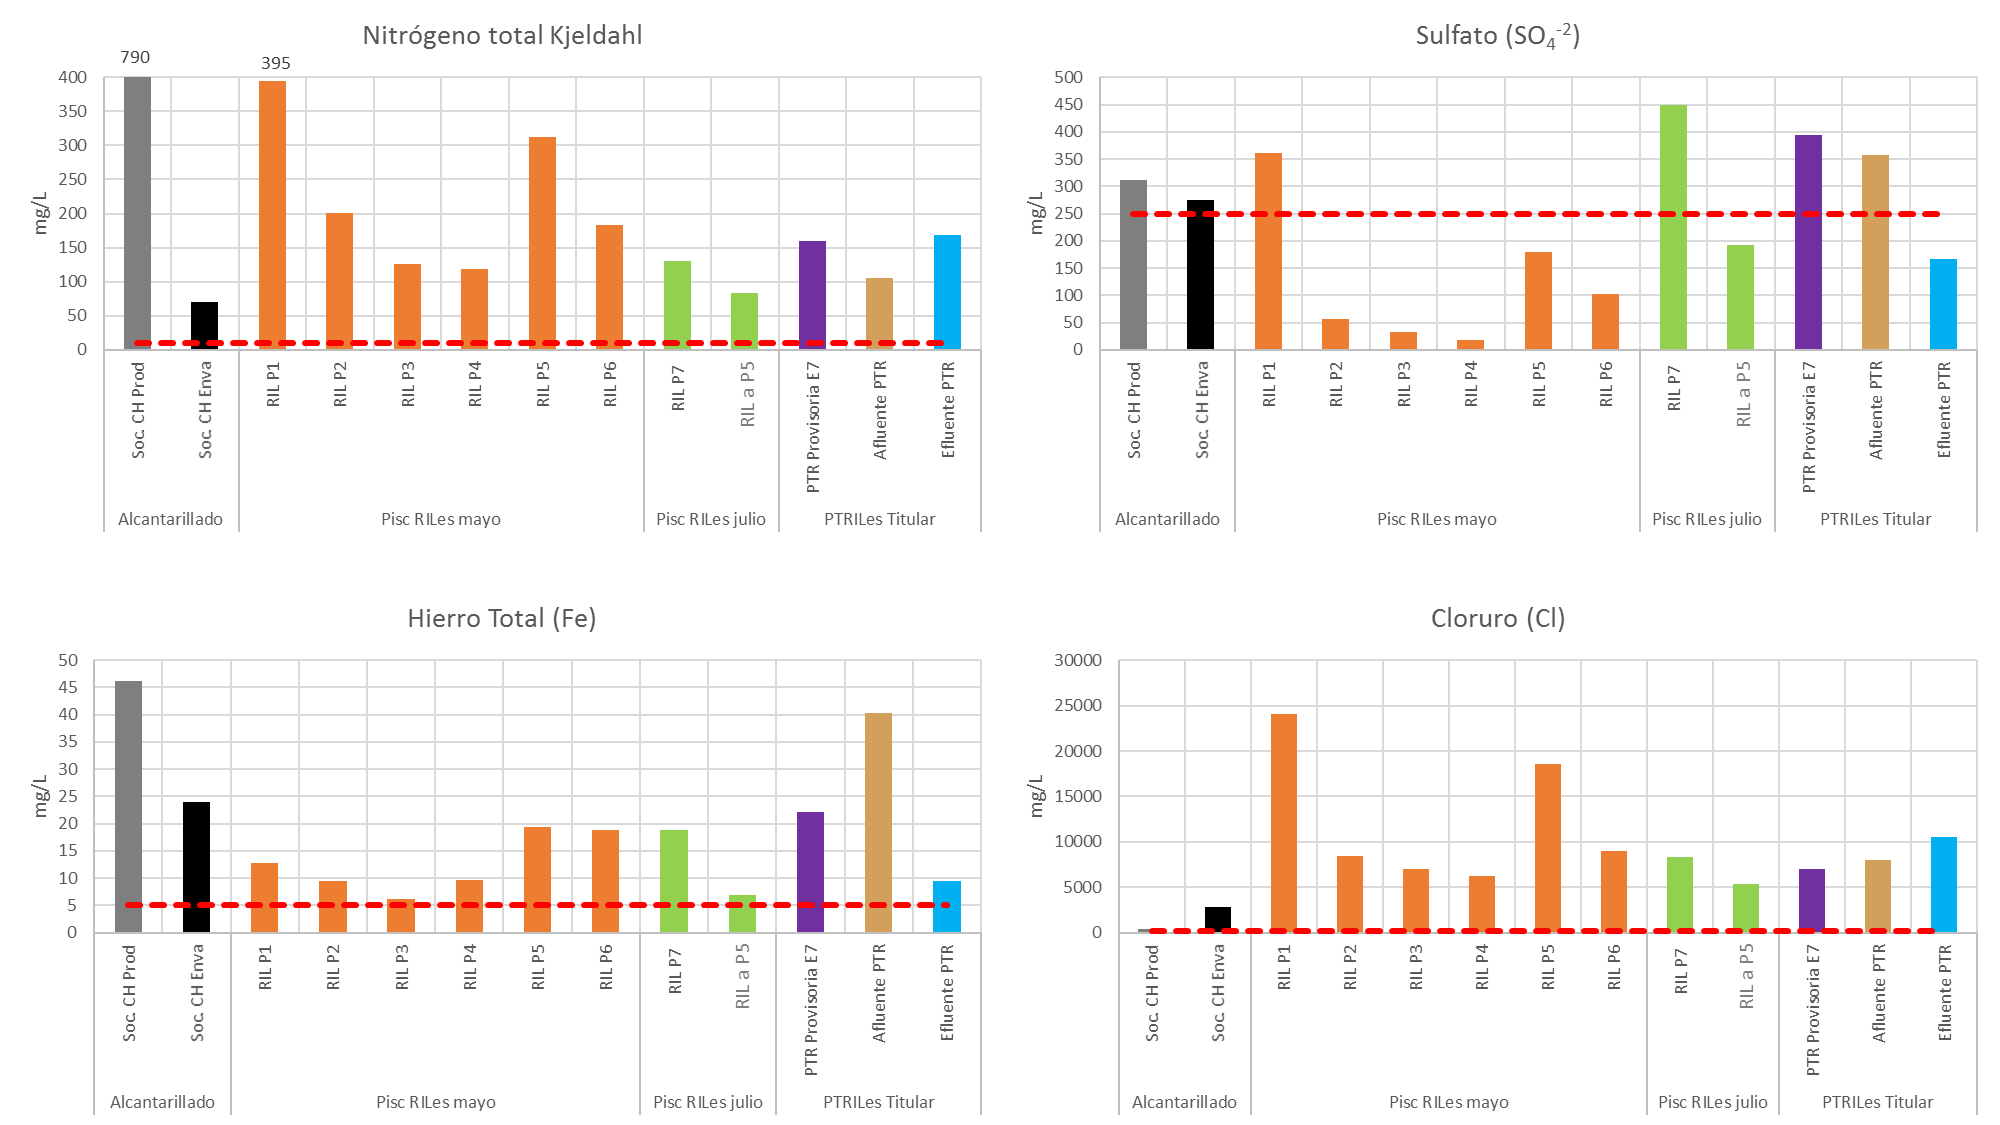 Nitrógeno total Kjeldahl
790
395
400
350
300
250
200
150
100
50
0
mg/L
Soc. CH Prod
Soc. CH Enva
RIL P1
RIL P2
RIL P3
RIL P4
RIL P5
RIL P6
RIL P7
RIL a P5
PTR Provisoria E7
Afluente PTR
Efluente PTR
Alcantarillado
Pisc RILes mayo
Pisc RILes julio
PTRILes Titular
Sulfato (SO₄⁻²)
500
450
400
350
300
250
200
150
100
50
0
mg/L
Soc. CH Prod
Soc. CH Enva
RIL P1
RIL P2
RIL P3
RIL P4
RIL P5
RIL P6
RIL P7
RIL a P5
PTR Provisoria E7
Afluente PTR
Efluente PTR
Alcantarillado
Pisc RILes mayo
Pisc RILes julio
PTRILes Titular
Hierro Total (Fe)
50
45
40
35
30
25
20
15
10
5
0
mg/L
Soc. CH Prod
Soc. CH Enva
RIL P1
RIL P2
RIL P3
RIL P4
RIL P5
RIL P6
RIL P7
RIL a P5
PTR Provisoria E7
Afluente PTR
Efluente PTR
Alcantarillado
Pisc RILes mayo
Pisc RILes julio
PTRILes Titular
Cloruro (Cl)
30000
25000
20000
15000
10000
5000
0
mg/L
Soc. CH Prod
Soc. CH Enva
RIL P1
RIL P2
RIL P3
RIL P4
RIL P5
RIL P6
RIL P7
RIL a P5
PTR Provisoria E7
Afluente PTR
Efluente PTR
Alcantarillado
Pisc RILes mayo
Pisc RILes julio
PTRILes Titular